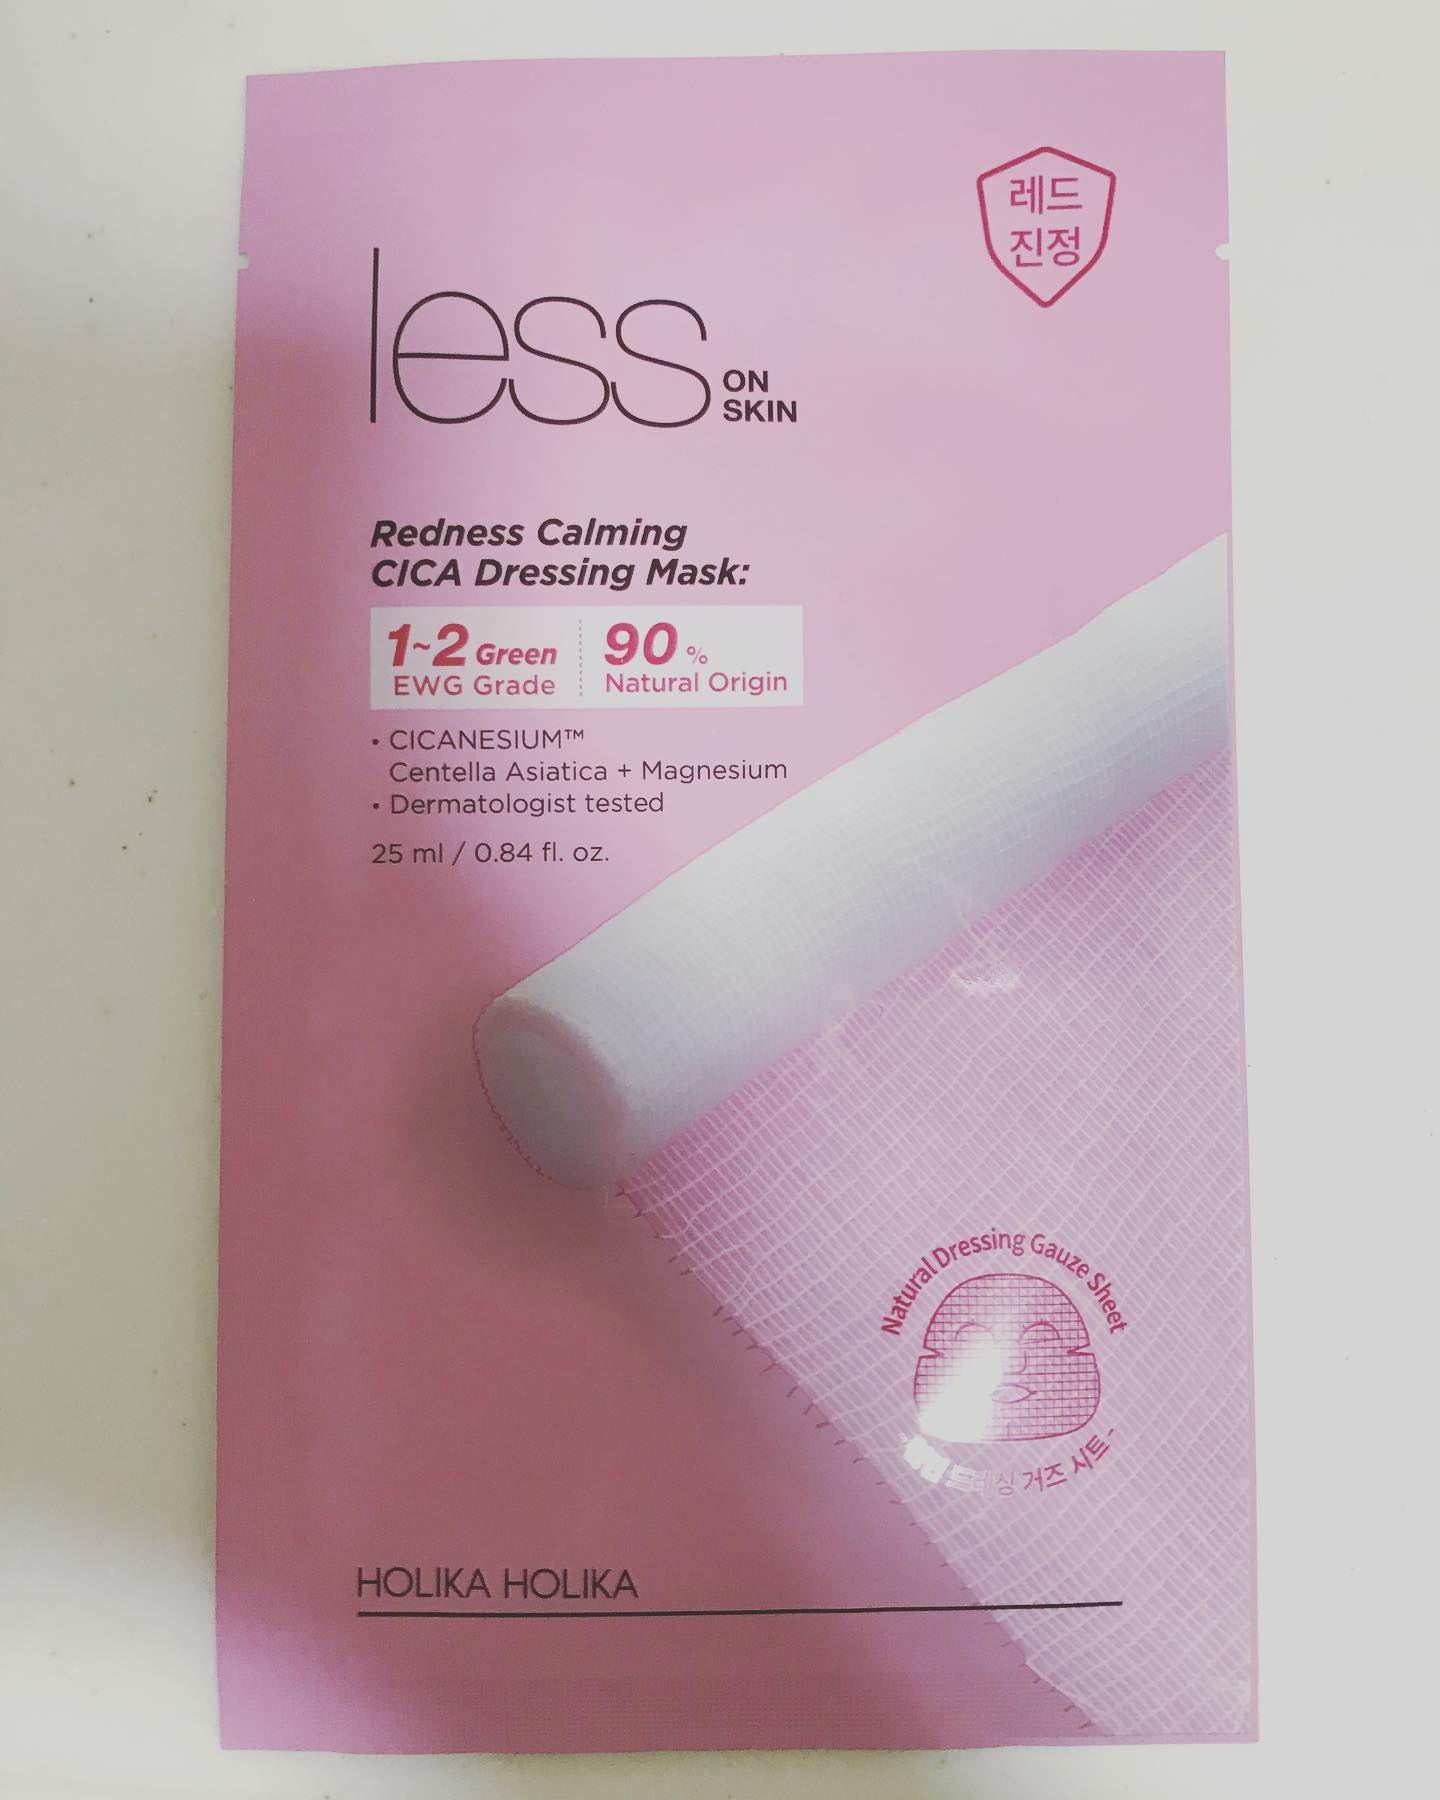 레드
진정
less ON
SKIN
Redness Calming
CICA Dressing Mask:
1~2 Green
EWG Grade
90 %
Natural Origin
• CICANESIUM™
Centella Asiatica + Magnesium
• Dermatologist tested
25 ml / 0.84 fl. oz.
Natural Dressing Gauze Sheet
드레싱 거즈 시트-
HOLIKA HOLIKA